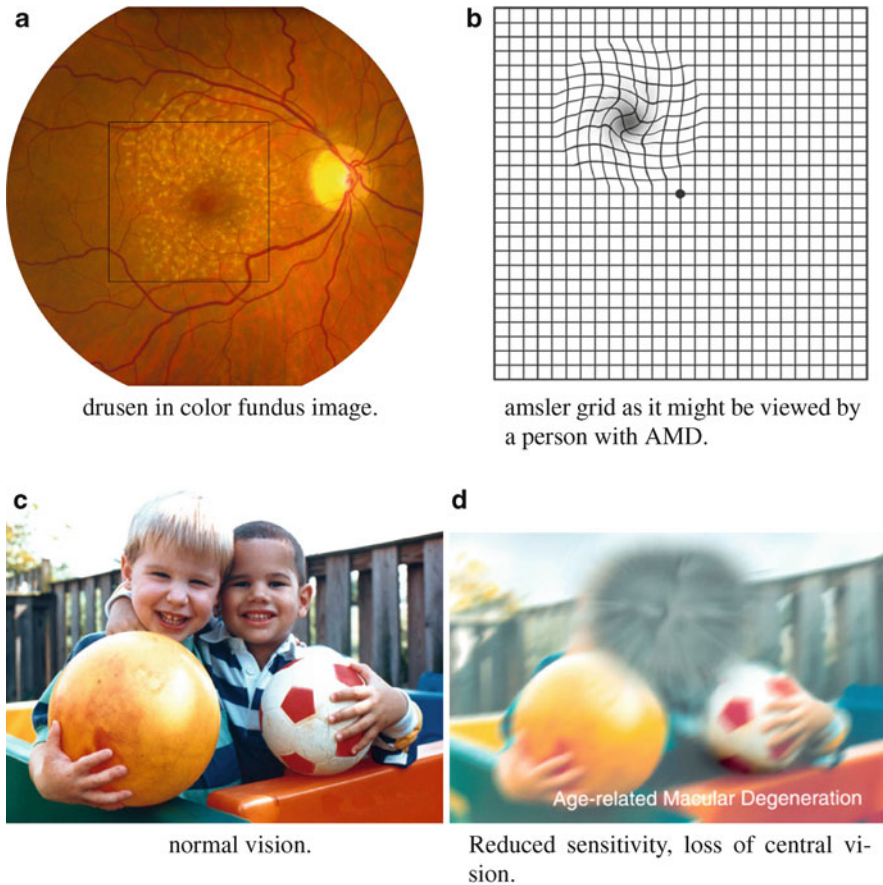 a
b
drusen in color fundus image.
amsler grid as it might be viewed by
a person with AMD.
c
d
Age-related Macular Degeneration
normal vision.
Reduced sensitivity, loss of central vi-
sion.